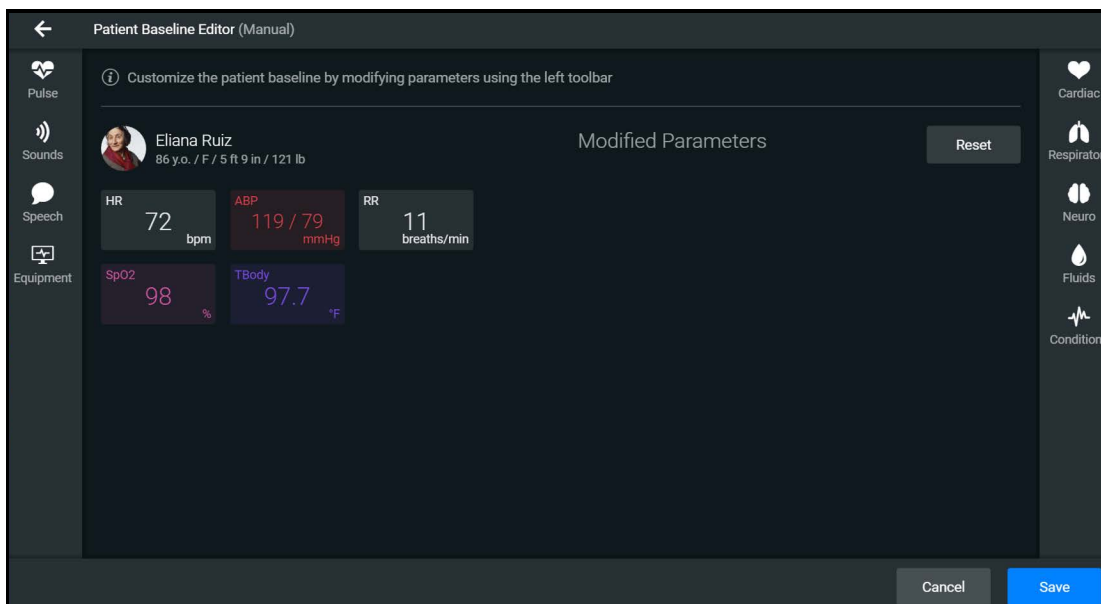 Patient Baseline Editor (Manual)
Pulse
Sounds
Speech
Equipment
Customize the patient baseline by modifying parameters using the left toolbar
Eliana Ruiz
86 y.o. / F / 5 ft 9 in / 121 lb
Modified Parameters
Reset
HR
72
bpm
ABP
119 / 79
mmHg
RR
11
breaths/min
SpO2
98
%
TBody
97.7
°F
Cardiac
Respirato
Neuro
Fluids
Condition
Cancel
Save